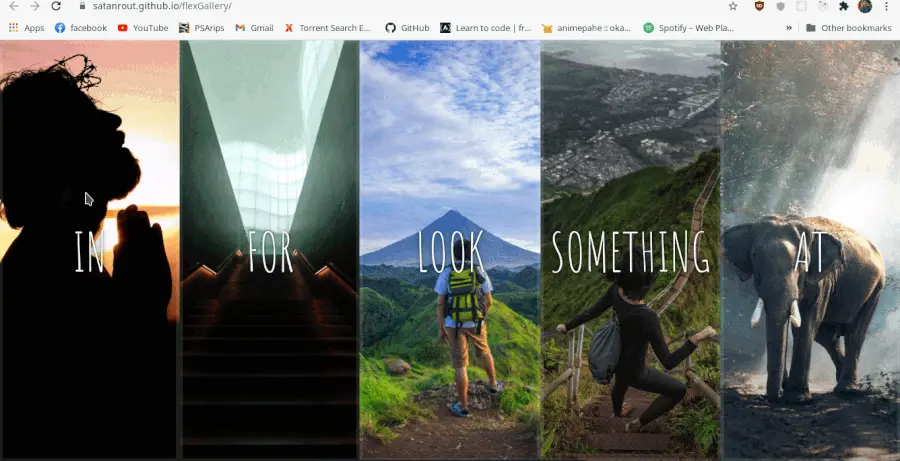 satanrout.github.io/flexGallery/
Apps facebook YouTube PSArips Gmail Torrent Search E... GitHub Learn to code | fr... animepahe :: oka... Spotify – Web Pla... » Other bookmarks
IN FOR LOOK SOMETHING AT